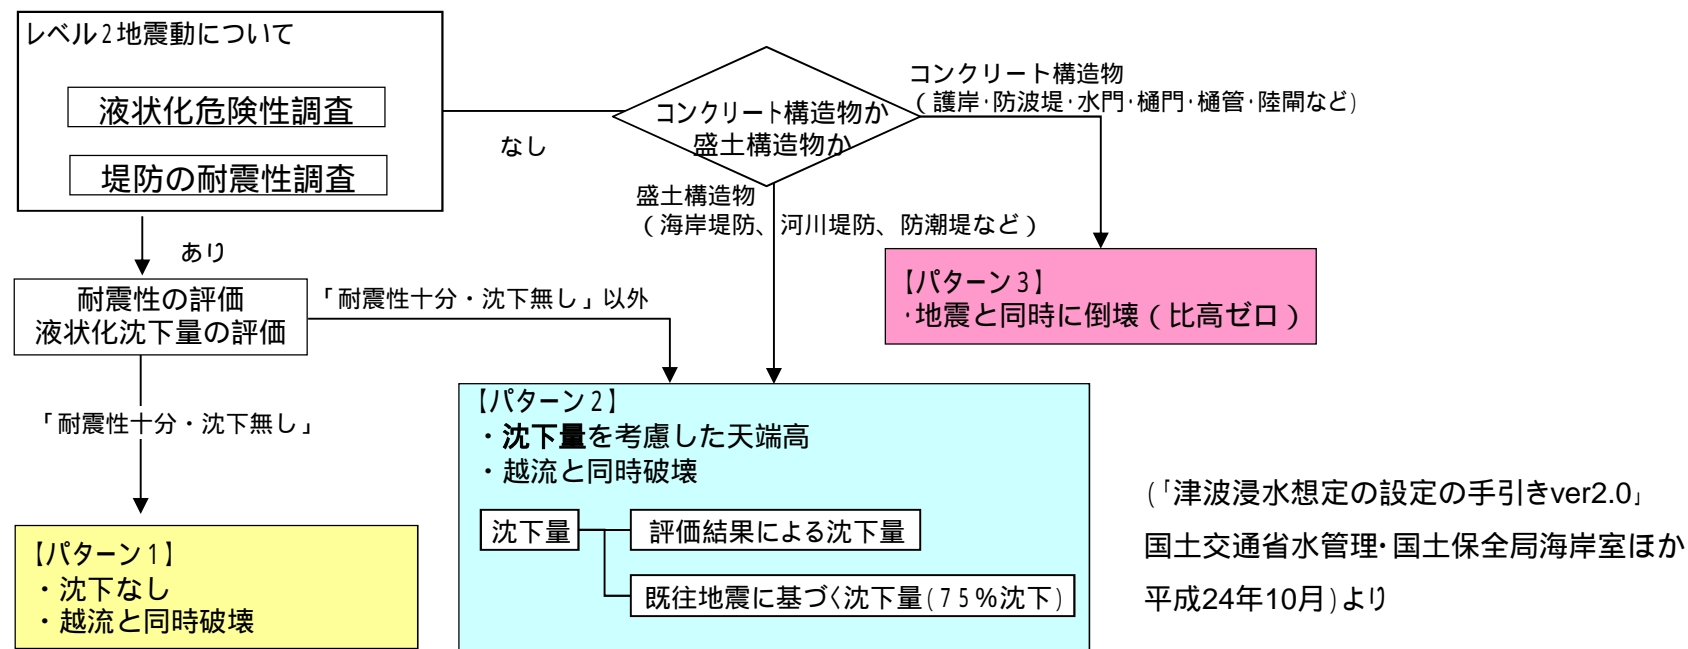 レベル2地震動について
液状化危険性調査
堤防の耐震性調査
なし
コンクリート構造物か
盛土構造物か
コンクリート構造物
(護岸・防波堤・水門・樋門・樋管・陸閘など)
盛土構造物
(海岸堤防、河川堤防、防潮堤など)
あり
耐震性の評価
液状化沈下量の評価
「耐震性十分・沈下無し」以外
【パターン3】
・地震と同時に倒壊(比高ゼロ)
「耐震性十分・沈下無し」
【パターン1】
・沈下なし
・越流と同時破壊
【パターン2】
・沈下量を考慮した天端高
・越流と同時破壊
沈下量
評価結果による沈下量
既往地震に基づく沈下量(75%沈下)
(「津波浸水想定の設定の手引きver2.0」
国土交通省水管理・国土保全局海岸室ほか
平成24年10月)より